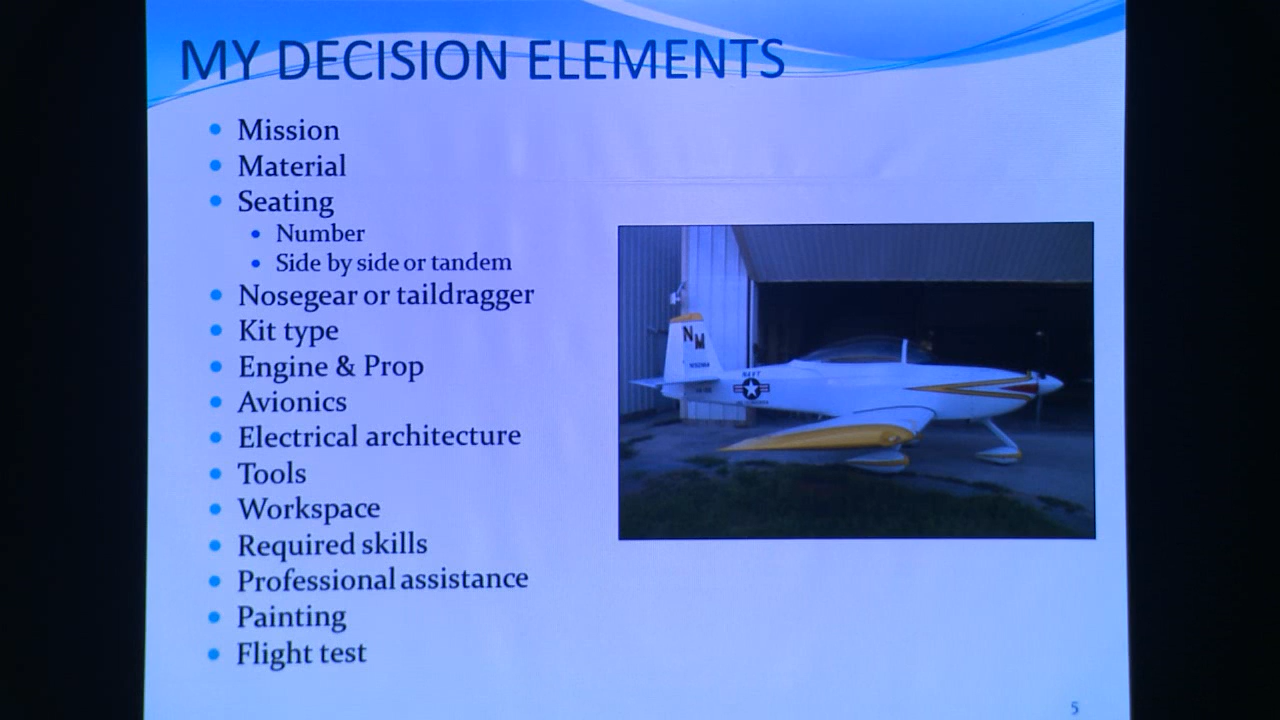 MY DECISION ELEMENTS
Mission
Material
Seating
Number
Side by side or tandem
Nosegear or taildragger
Kit type
Engine & Prop
Avionics
Electrical architecture
Tools
Workspace
Required skills
Professional assistance
Painting
Flight test
NM
NAVY
5